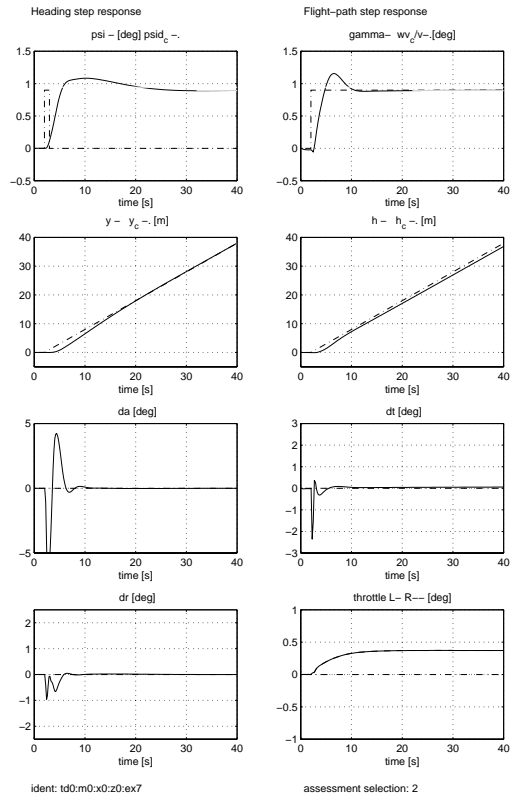 Heading step response
Flight-path step response
psi - [deg] psid_c -.
gamma- wv_c/v-.[deg]
1.5
1
0.5
0
−0.5
0 10 20 30 40
time [s]
1.5
1
0.5
0
−0.5
0 10 20 30 40
time [s]
y - y_c -. [m]
h - h_c -. [m]
40
30
20
10
0
0 10 20 30 40
time [s]
40
30
20
10
0
0 10 20 30 40
time [s]
da [deg]
dt [deg]
5
0
−5
0 10 20 30 40
time [s]
3
2
1
0
−1
−2
−3
0 10 20 30 40
time [s]
dr [deg]
throttle L- R-- [deg]
2
1
0
−1
−2
0 10 20 30 40
time [s]
1
0.5
0
−0.5
−1
0 10 20 30 40
time [s]
ident: td0:m0:x0:z0:ex7
assessment selection: 2